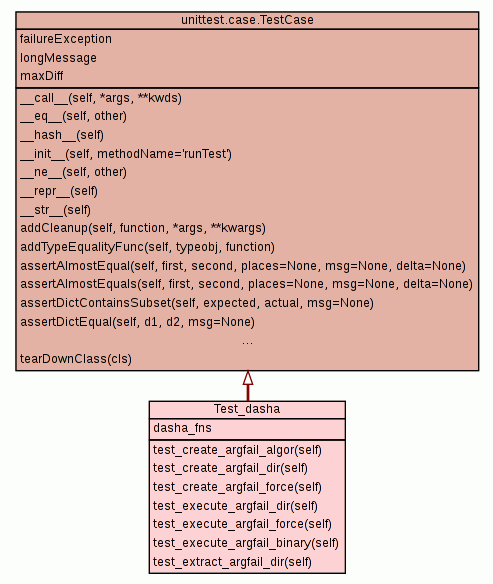 unittest.case.TestCase
failureException
longMessage
maxDiff
__call__(self, *args, **kwds)
__eq__(self, other)
__hash__(self)
__init__(self, methodName='runTest')
__ne__(self, other)
__repr__(self)
__str__(self)
addCleanup(self, function, *args, **kwargs)
addTypeEqualityFunc(self, typeobj, function)
assertAlmostEqual(self, first, second, places=None, msg=None, delta=None)
assertAlmostEquals(self, first, second, places=None, msg=None, delta=None)
assertDictContainsSubset(self, expected, actual, msg=None)
assertDictEqual(self, d1, d2, msg=None)
...
tearDownClass(cls)
Test_dasha
dasha_fns
test_create_argfail_algor(self)
test_create_argfail_dir(self)
test_create_argfail_force(self)
test_execute_argfail_dir(self)
test_execute_argfail_force(self)
test_execute_argfail_binary(self)
test_extract_argfail_dir(self)